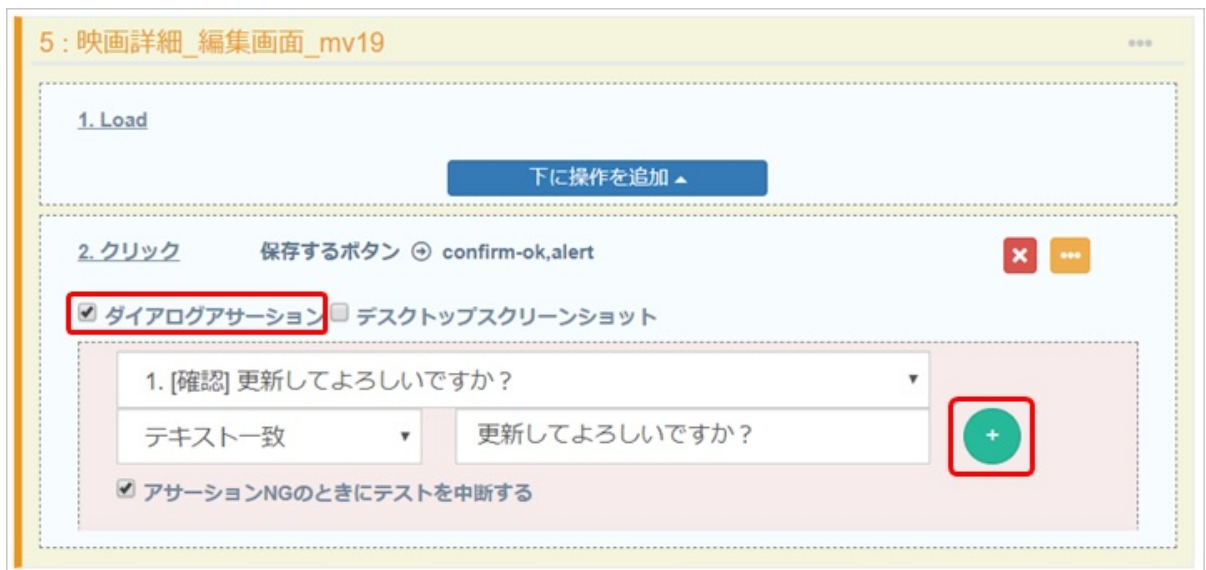 5 : 映画詳細_編集画面_mv19
1. Load
下に操作を追加
2. クリック 保存するボタン confirm-ok,alert
ダイアログアサーション デスクトップスクリーンショット
1. [確認] 更新してよろしいですか？
テキスト一致 更新してよろしいですか？
アサーションNGのときにテストを中断する